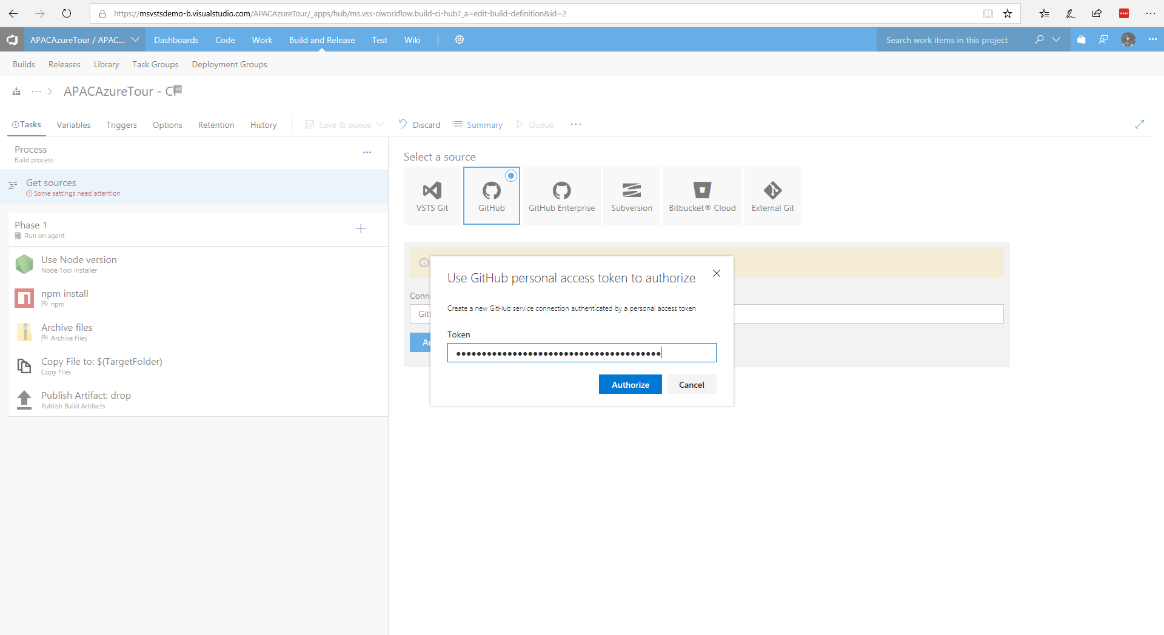 https://msvstsdemo-b.visualstudio.com/APACAzureTour/_apps/hub/ms.vss-ciworkflow.build-ci-hub?_a=edit-build-definition&id=2
APACAzureTour / APAC... Dashboards Code Work Build and Release Test Wiki Search work items in this project
Builds Releases Library Task Groups Deployment Groups
... > APACAzureTour - CI
Tasks Variables Triggers Options Retention History Save & queue Discard Summary Queue ...
Process
Build process
Get sources
Some settings need attention
Phase 1
Run on agent
Use Node version
Node Tool Installer
npm install
npm
Archive files
Archive Files
Copy File to: $(TargetFolder)
Copy Files
Publish Artifact: drop
Publish Build Artifacts
Select a source
VSTS Git GitHub GitHub Enterprise Subversion Bitbucket® Cloud External Git
Use GitHub personal access token to authorize
Create a new GitHub service connection authenticated by a personal access token
Token
Authorize Cancel